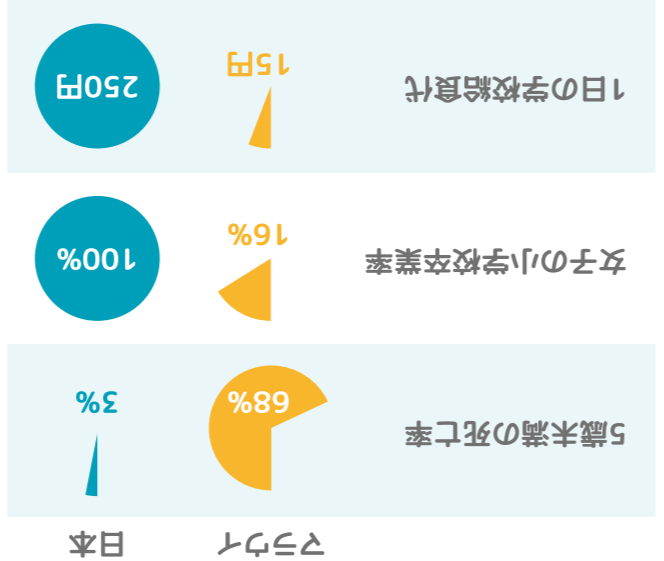 マラウイ 日本
5歳未満の死亡率 68% 3%
女子の小学校卒業率 16% 100%
1日の学校給食代 15円 250円